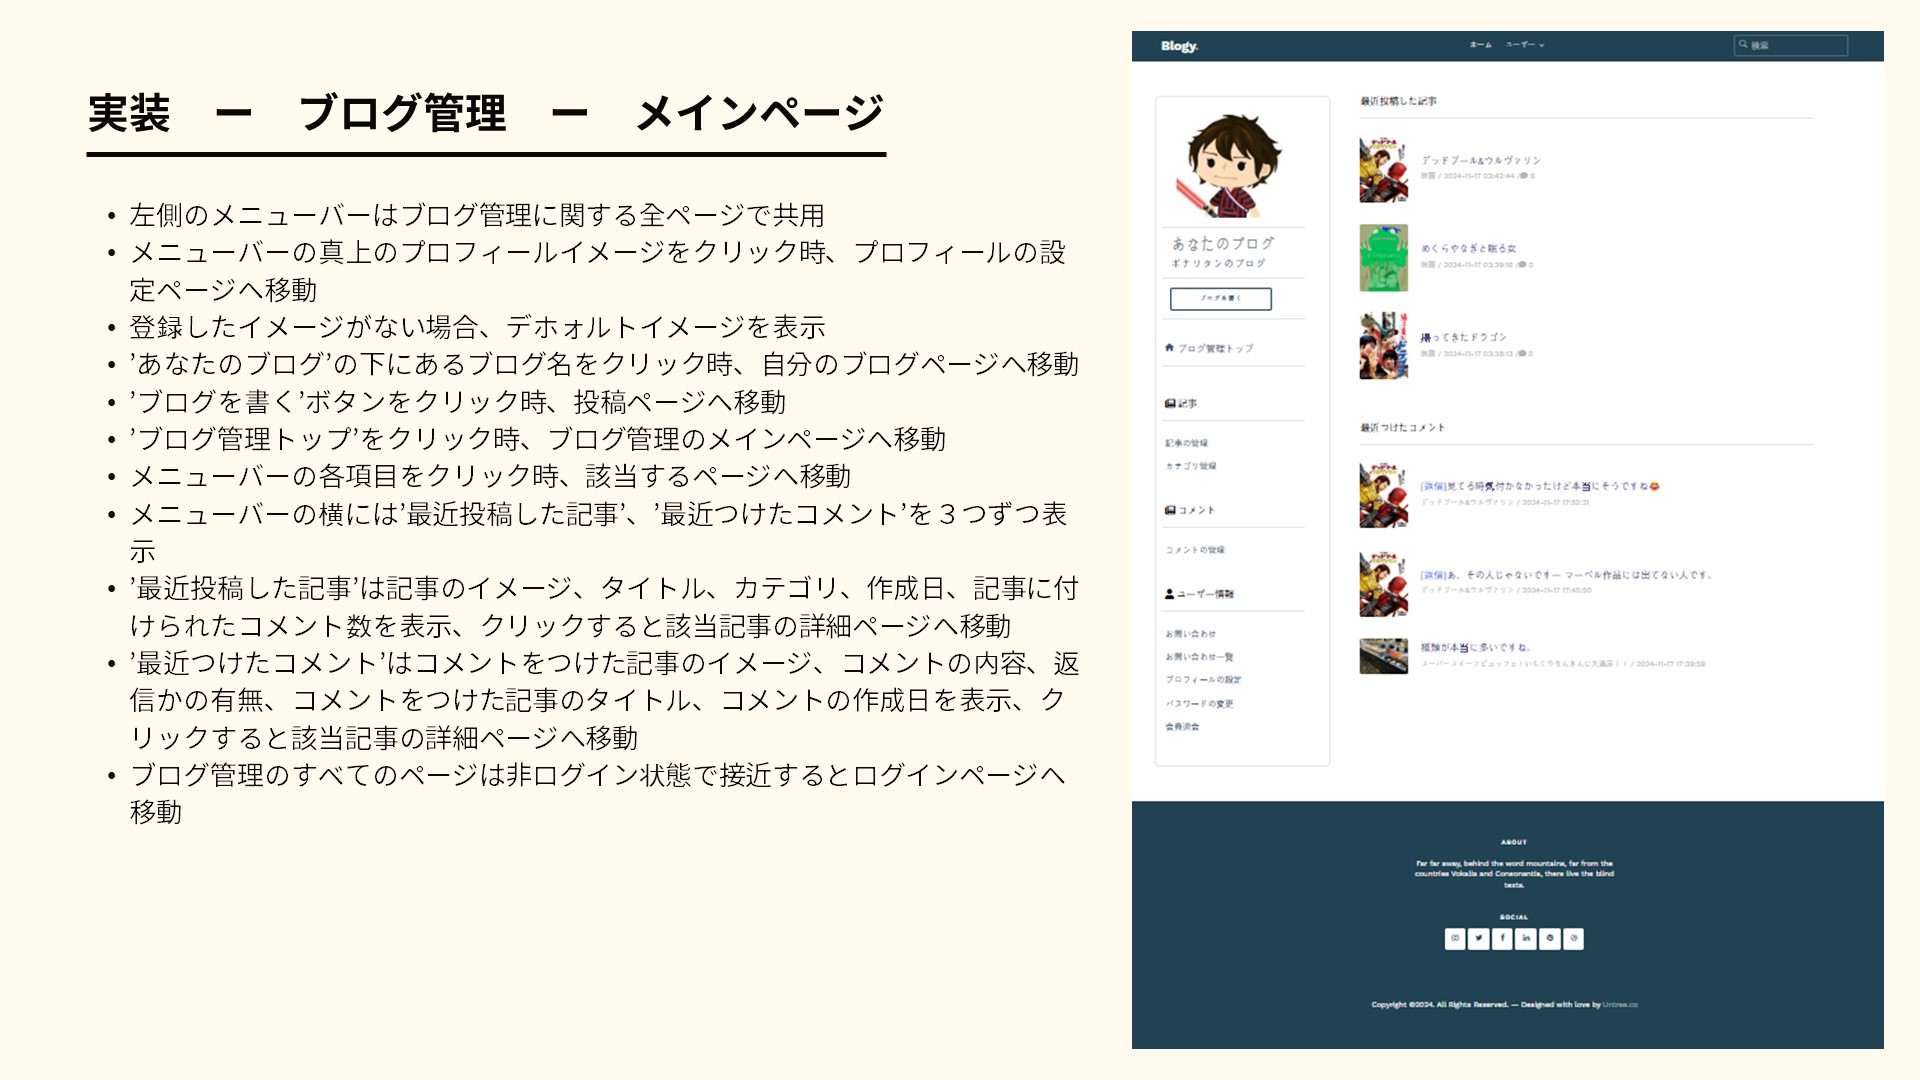 実装　ー　ブログ管理　ー　メインページ
• 左側のメニューバーはブログ管理に関する全ページで共用
• メニューバーの真上のプロフィールイメージをクリック時、プロフィールの設
定ページへ移動
• 登録したイメージがない場合、デホォルトイメージを表示
• ’あなたのブログ’の下にあるブログ名をクリック時、自分のブログページへ移動
• ’ブログを書く’ボタンをクリック時、投稿ページへ移動
• ’ブログ管理トップ’をクリック時、ブログ管理のメインページへ移動
• メニューバーの各項目をクリック時、該当するページへ移動
• メニューバーの横には’最近投稿した記事’、’最近つけたコメント’を３つずつ表
示
• ’最近投稿した記事’は記事のイメージ、タイトル、カテゴリ、作成日、記事に付
けられたコメント数を表示、クリックすると該当記事の詳細ページへ移動
• ’最近つけたコメント’はコメントをつけた記事のイメージ、コメントの内容、返
信かの有無、コメントをつけた記事のタイトル、コメントの作成日を表示、ク
リックすると該当記事の詳細ページへ移動
• ブログ管理のすべてのページは非ログイン状態で接近するとログインページへ
移動
Blogy.
ホーム ユーザー
検索
あなたのブログ
ボナリタンのブログ
ブログを書く
ブログ管理トップ
記事
記事の管理
カテゴリ管理
コメント
コメントの管理
ユーザー情報
お問い合わせ
お問い合わせ一覧
プロフィールの設定
パスワードの変更
会員退会
最近投稿した記事
デッドプール&ウルヴァリン
映画 / 2024-11-17 03:42:44 / 6
めくらやなぎと眠る女
映画 / 2024-11-17 03:39:16 / 0
帰ってきたドラゴン
映画 / 2024-11-17 03:38:13 / 0
最近つけたコメント
[返信]見てる時気付かなかったけど本当にそうですね
デッドプール&ウルヴァリン / 2024-11-17 17:52:21
[返信]あ、その人じゃないですー マーベル作品には出てない人です。
デッドプール&ウルヴァリン / 2024-11-17 17:45:50
種類が本当に多いですね。
スーパースイーツビュッフェ！いもくりなんきんに大満足！！ / 2024-11-17 17:39:59
ABOUT
Far far away, behind the word mountains, far from the
countries Vokalia and Consonantia, there live the blind
texts.
SOCIAL
Copyright ©2024. All Rights Reserved. — Designed with love by Untree.co